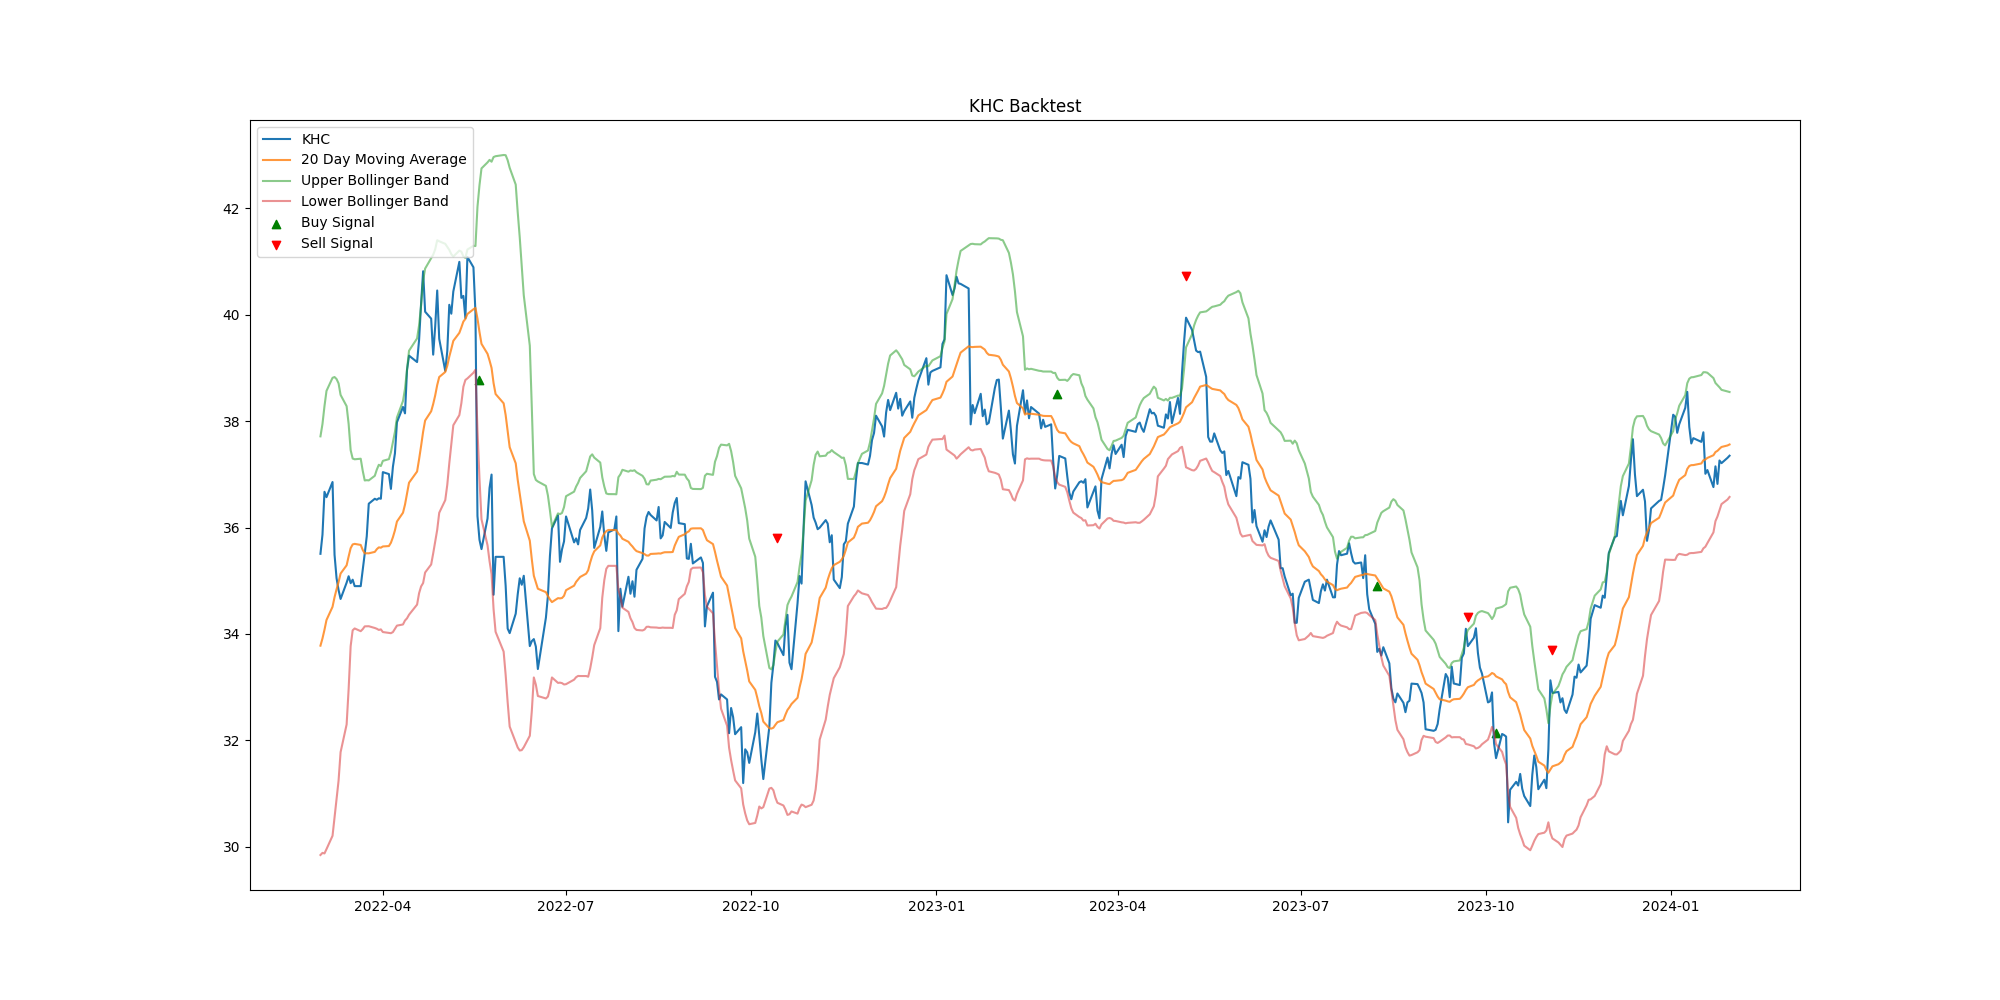 KHC Backtest
KHC
20 Day Moving Average
Upper Bollinger Band
Lower Bollinger Band
Buy Signal
Sell Signal
42
40
38
36
34
32
30
2022-04
2022-07
2022-10
2023-01
2023-04
2023-07
2023-10
2024-01